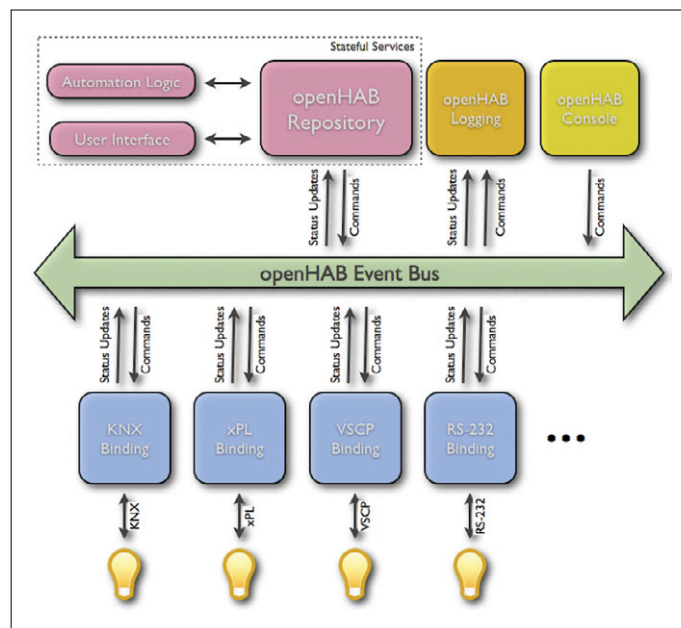 Stateful Services
Automation Logic
User Interface
openHAB
Repository
openHAB
Logging
openHAB
Console
Status Updates
Commands
Status Updates
Commands
Commands
openHAB Event Bus
Status Updates
Commands
Status Updates
Commands
Status Updates
Commands
Status Updates
Commands
KNX
Binding
xPL
Binding
VSCP
Binding
RS-232
Binding
...
KNX
xPL
VSCP
RS-232